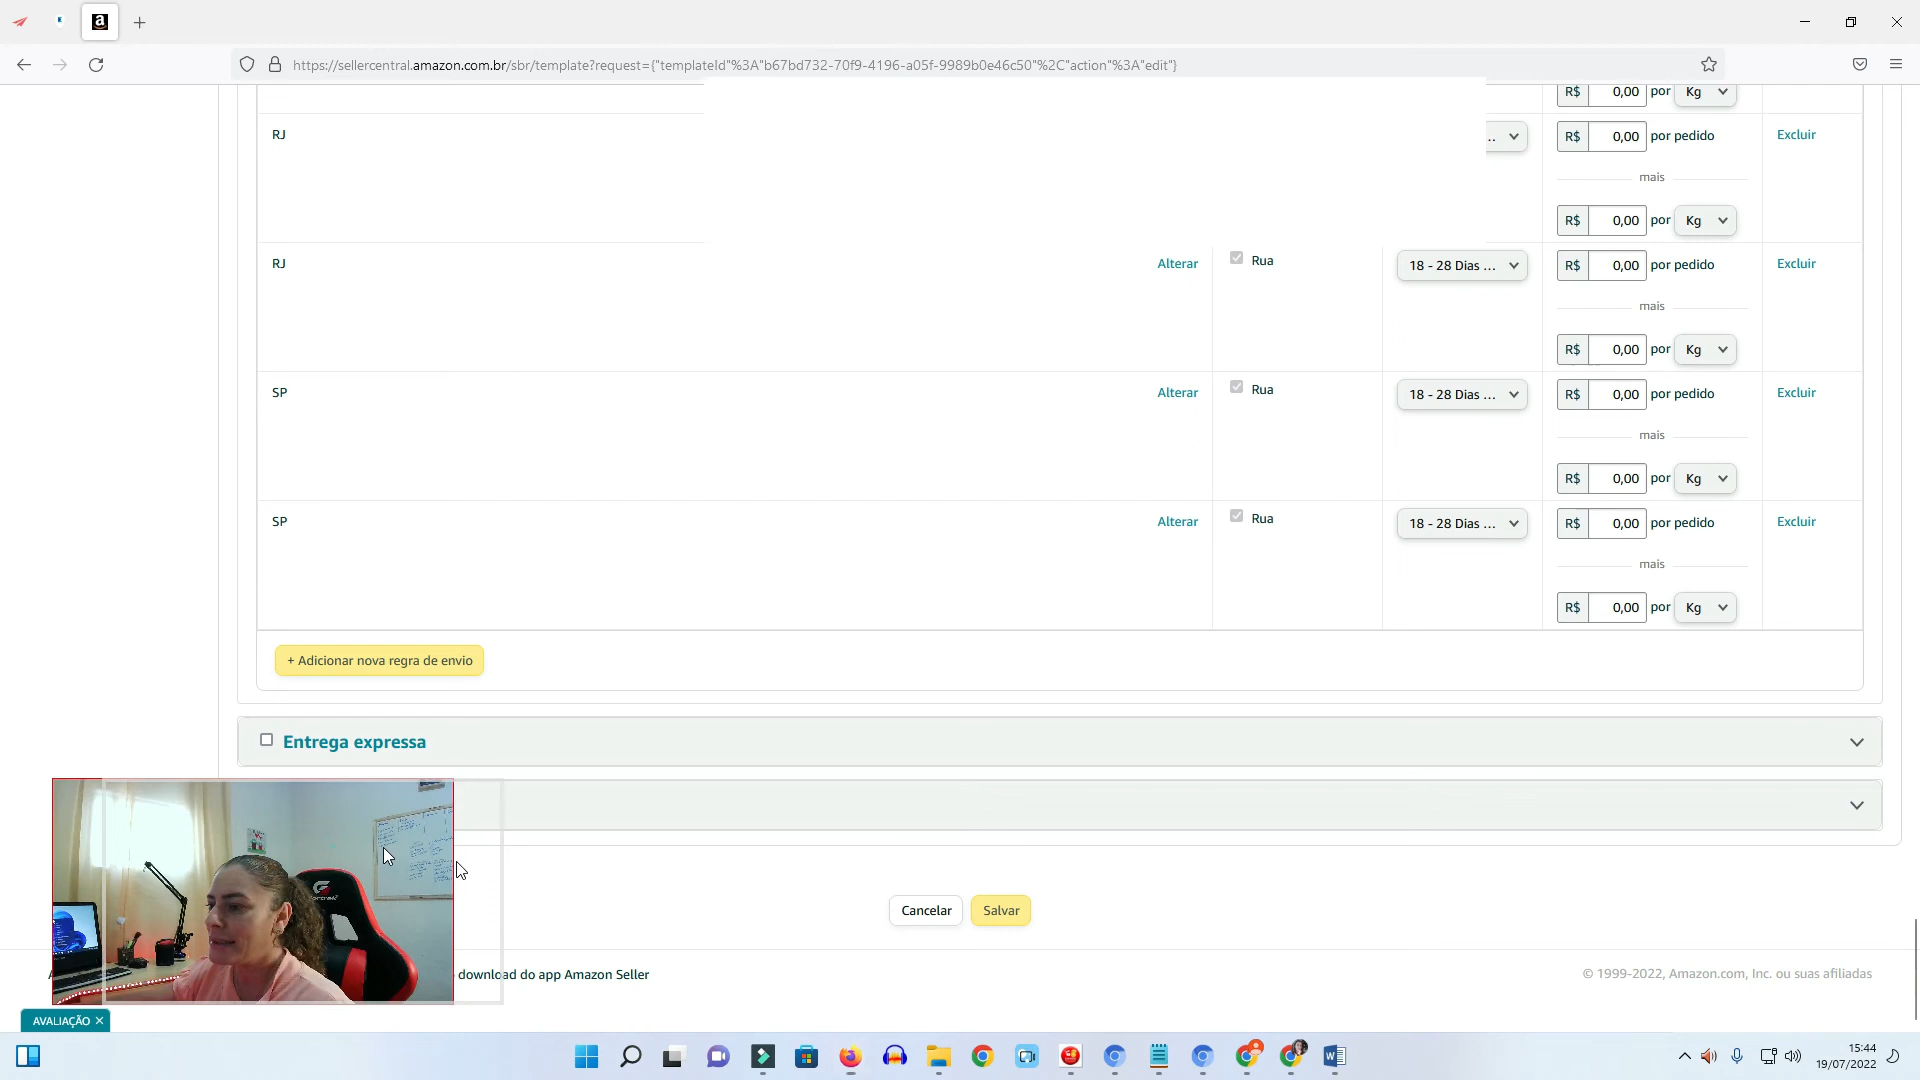 https://sellercentral.amazon.com.br/sbr/template?request={"templateId"%3A"b67bd732-70f9-4196-a05f-9989b0e46c50"%2C"action"%3A"edit"}
R$ 0,00 por Kg
RJ .. R$ 0,00 por pedido Excluir
mais
R$ 0,00 por Kg
RJ Alterar Rua 18 - 28 Dias ... R$ 0,00 por pedido Excluir
mais
R$ 0,00 por Kg
SP Alterar Rua 18 - 28 Dias ... R$ 0,00 por pedido Excluir
mais
R$ 0,00 por Kg
SP Alterar Rua 18 - 28 Dias ... R$ 0,00 por pedido Excluir
mais
R$ 0,00 por Kg
+ Adicionar nova regra de envio
Entrega expressa
Cancelar Salvar
download do app Amazon Seller © 1999-2022, Amazon.com, Inc. ou suas afiliadas
AVALIAÇÃO ×
15:44
19/07/2022